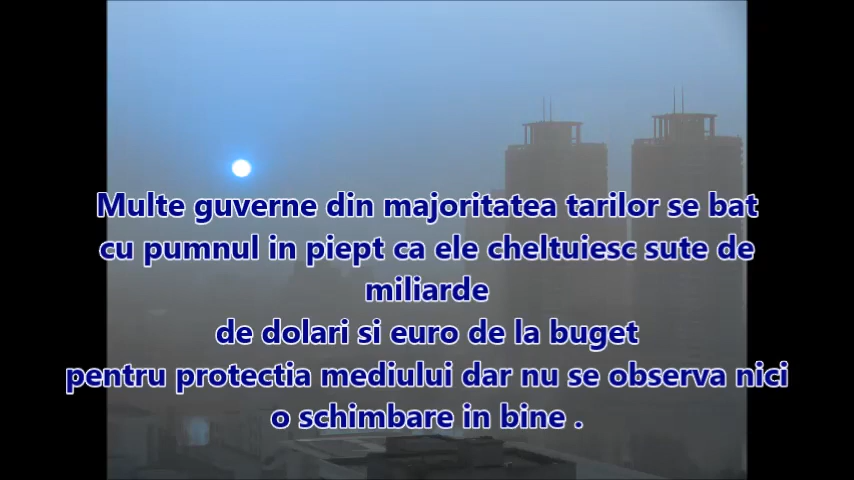 Multe guverne din majoritatea tarilor se bat
cu pumnul in piept ca ele cheltuiesc sute de
miliarde
de dolari si euro de la buget
pentru protectia mediului dar nu se observa nici
o schimbare in bine .